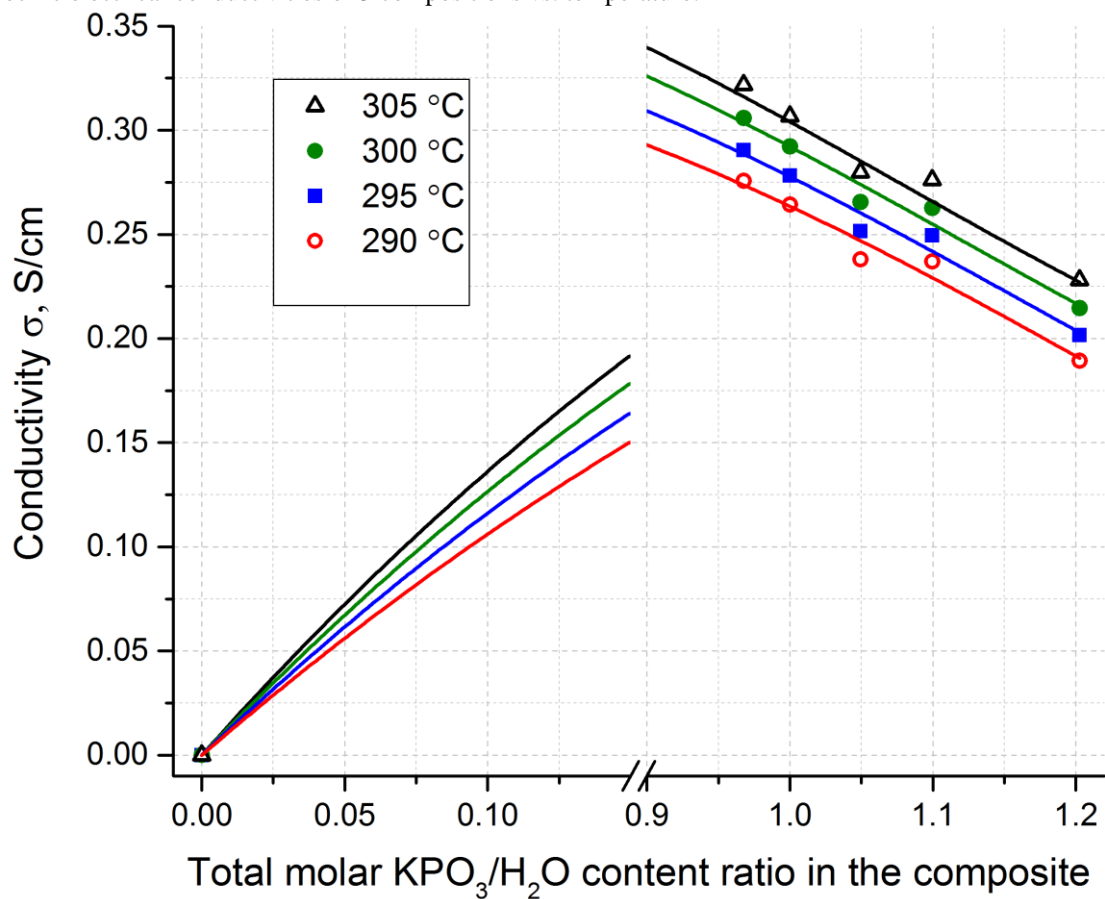 0.35
0.30
0.25
0.20
0.15
0.10
0.05
0.00
Conductivity σ, S/cm
305 °C
300 °C
295 °C
290 °C
0.00 0.05 0.10 0.9 1.0 1.1 1.2
Total molar KPO₃/H₂O content ratio in the composite